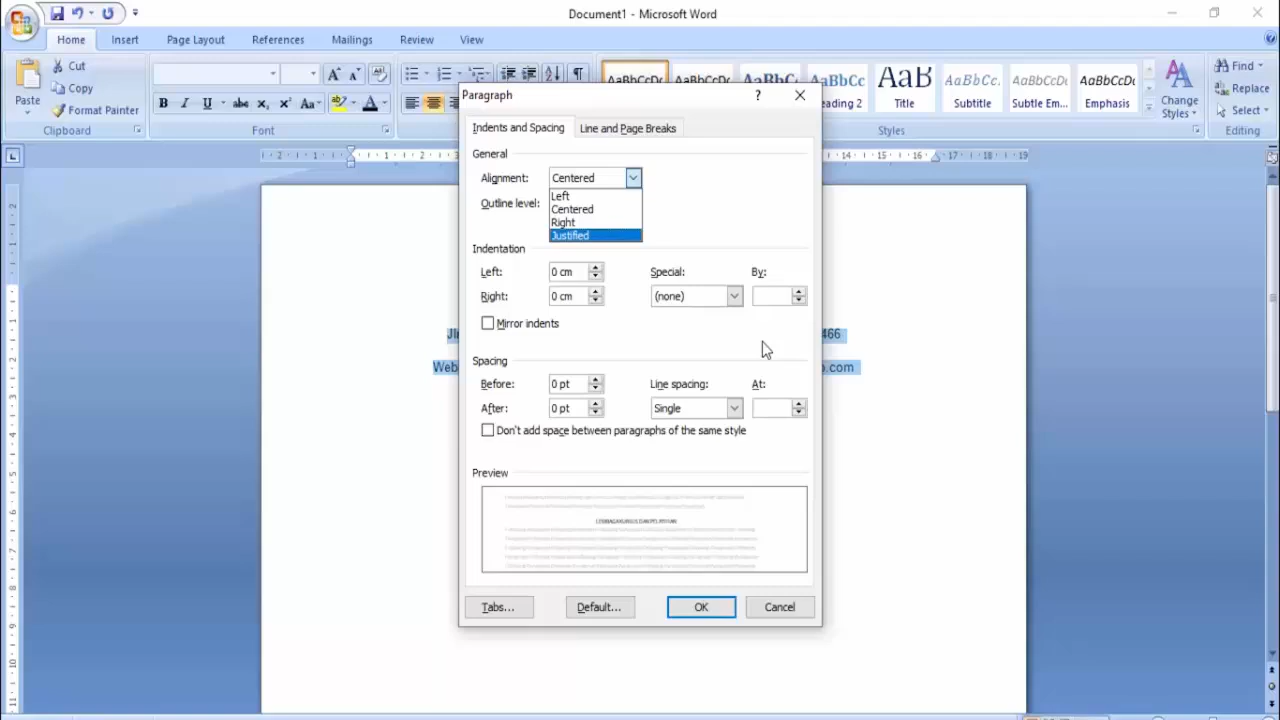 Document1 - Microsoft Word
Home Insert Page Layout References Mailings Review View
Cut
Copy
Format Painter
Paste
Clipboard
B I U abc x₂ x² Aa
Font
AaBbCcDc AaBbCcDc AaBbC AaBbCc AaB AaBbCc. AaBbCcDc AaBbCcDc
Heading 2 Title Subtitle Subtle Em... Emphasis
Change
Styles
Styles
Find
Replace
Select
Editing
Paragraph
Indents and Spacing Line and Page Breaks
General
Alignment: Centered
Left
Outline level:
Centered
Right
Justified
Indentation
Left: 0 cm Special: By:
Right: 0 cm (none)
Mirror indents
466
Web
.com
Spacing
Before: 0 pt Line spacing: At:
After: 0 pt Single
Don't add space between paragraphs of the same style
Preview
Tabs... Default... OK Cancel